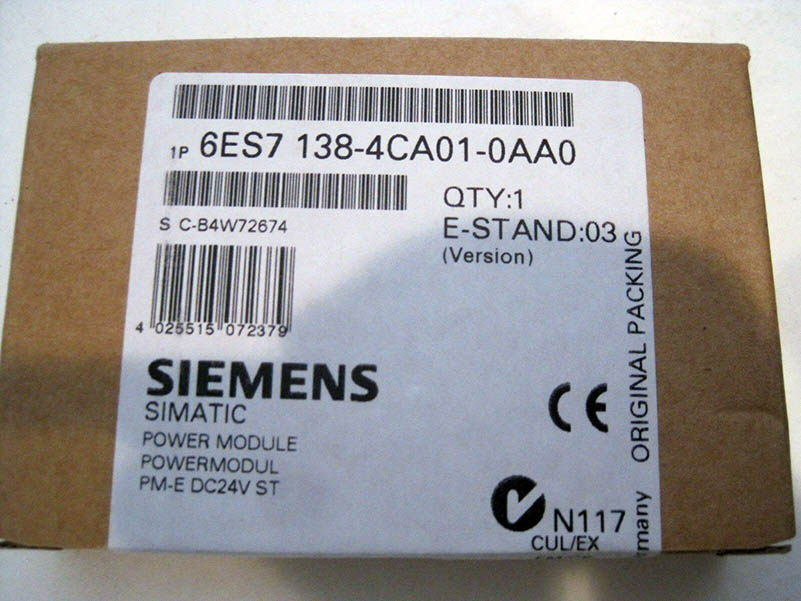 1P 6ES7 138-4CA01-0AA0
QTY:1
S C-B4W72674
E-STAND:03
(Version)
4 025515 072379
SIEMENS
SIMATIC
POWER MODULE
POWERMODUL
PM-E DC24V ST
CE
N117
CUL/EX
ORIGINAL PACKING